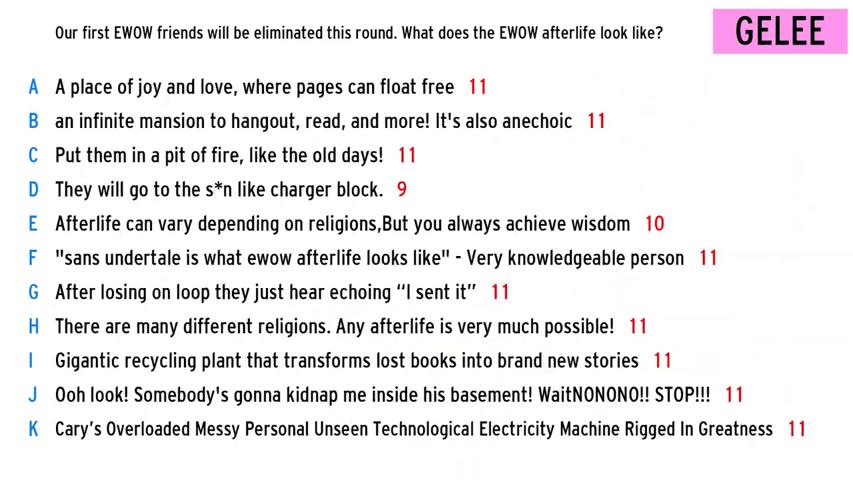 Our first EWOW friends will be eliminated this round. What does the EWOW afterlife look like?
GELEE
A A place of joy and love, where pages can float free 11
B an infinite mansion to hangout, read, and more! It's also anechoic 11
C Put them in a pit of fire, like the old days! 11
D They will go to the s*n like charger block. 9
E Afterlife can vary depending on religions,But you always achieve wisdom 10
F "sans undertale is what ewow afterlife looks like" - Very knowledgeable person 11
G After losing on loop they just hear echoing “I sent it” 11
H There are many different religions. Any afterlife is very much possible! 11
I Gigantic recycling plant that transforms lost books into brand new stories 11
J Ooh look! Somebody's gonna kidnap me inside his basement! WaitNONONO!! STOP!!! 11
K Cary’s Overloaded Messy Personal Unseen Technological Electricity Machine Rigged In Greatness 11